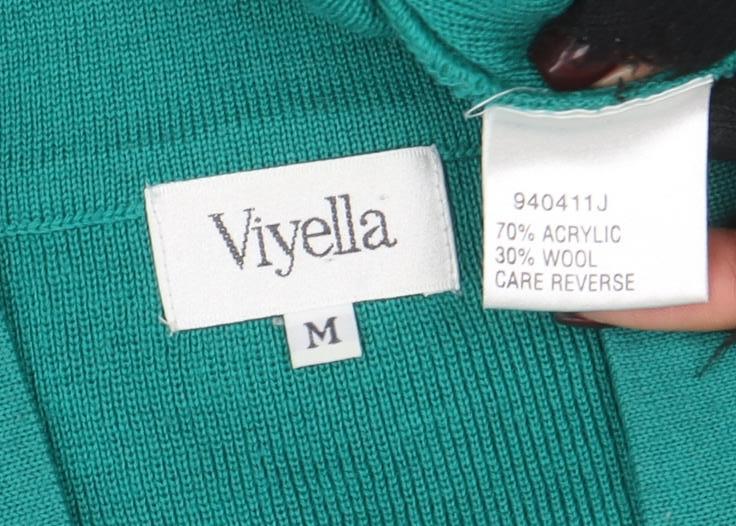 Viyella
M
940411J
70% ACRYLIC
30% WOOL
CARE REVERSE